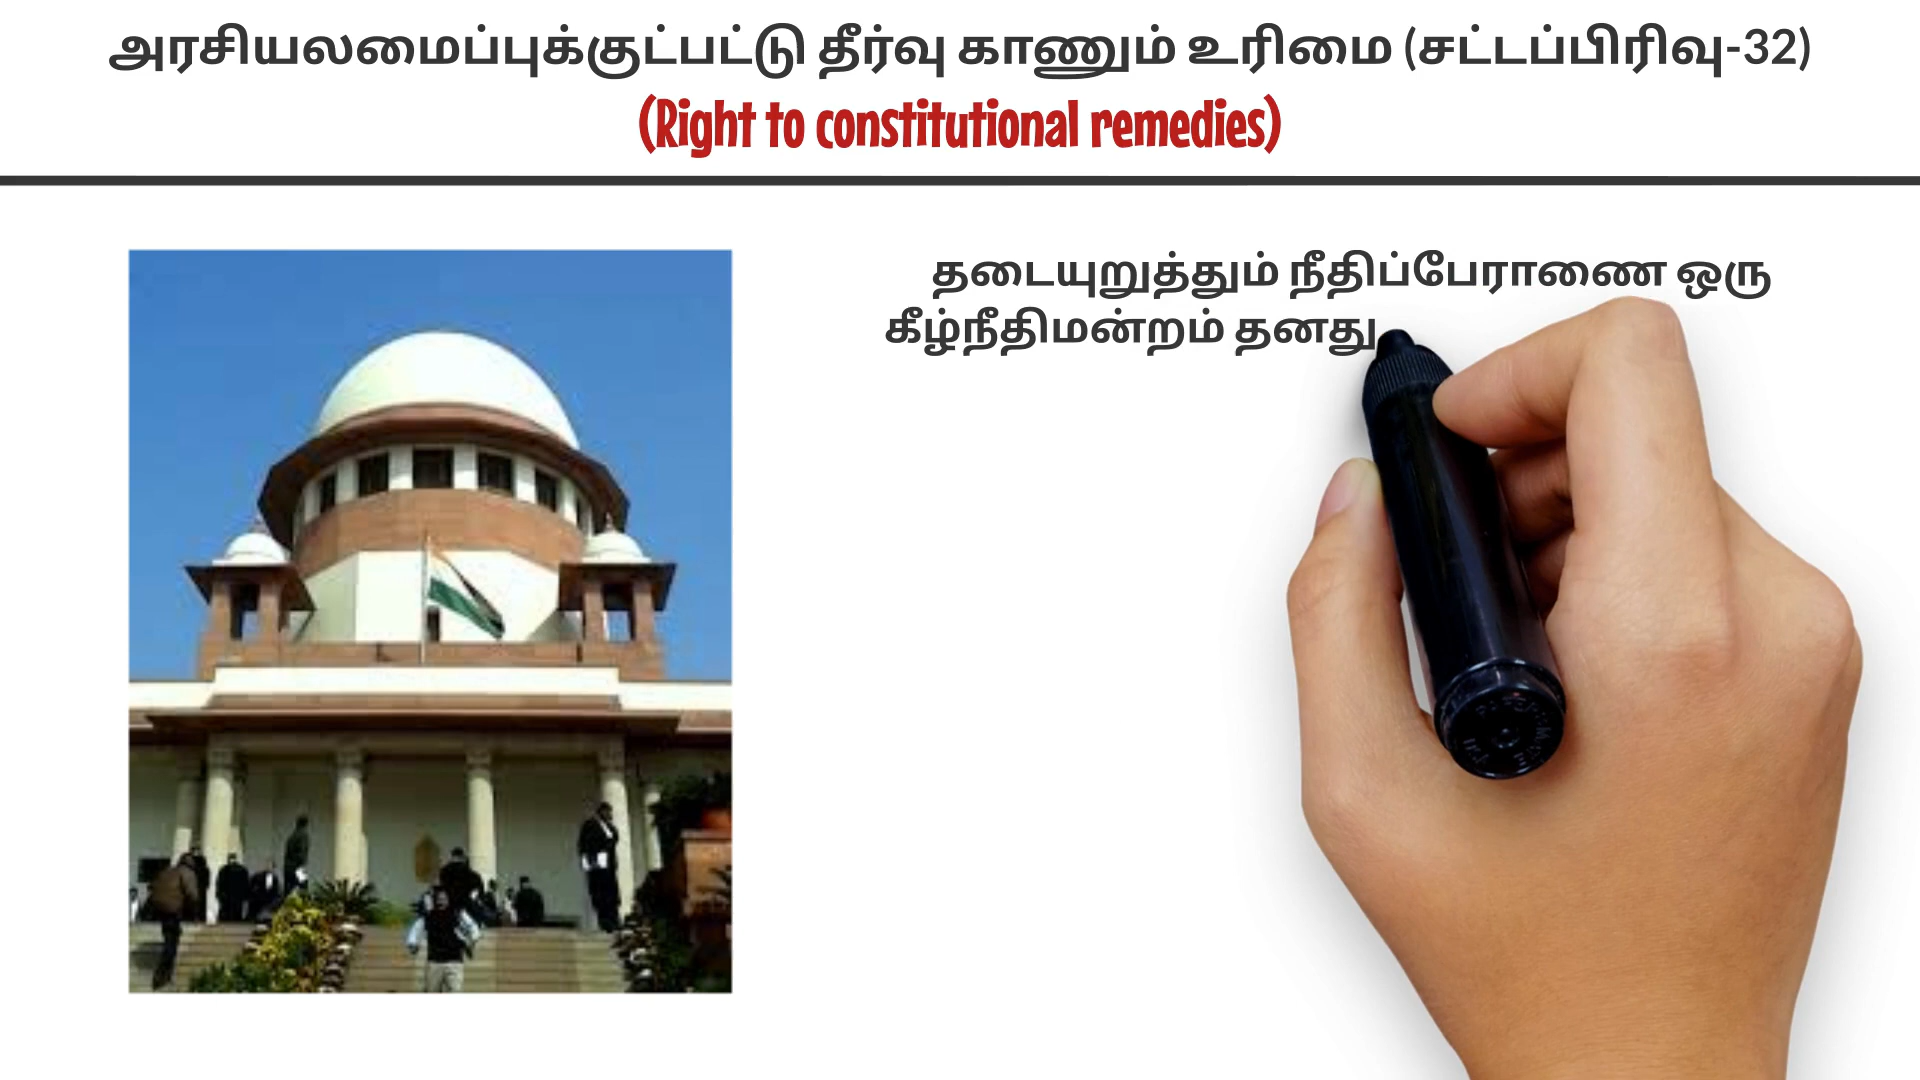 அரசியலமைப்புக்குட்பட்டு தீர்வு காணும் உரிமை (சட்டப்பிரிவு-32)
(Right to constitutional remedies)
தடையுறுத்தும் நீதிப்பேராணை ஒரு
கீழ்நீதிமன்றம் தனது